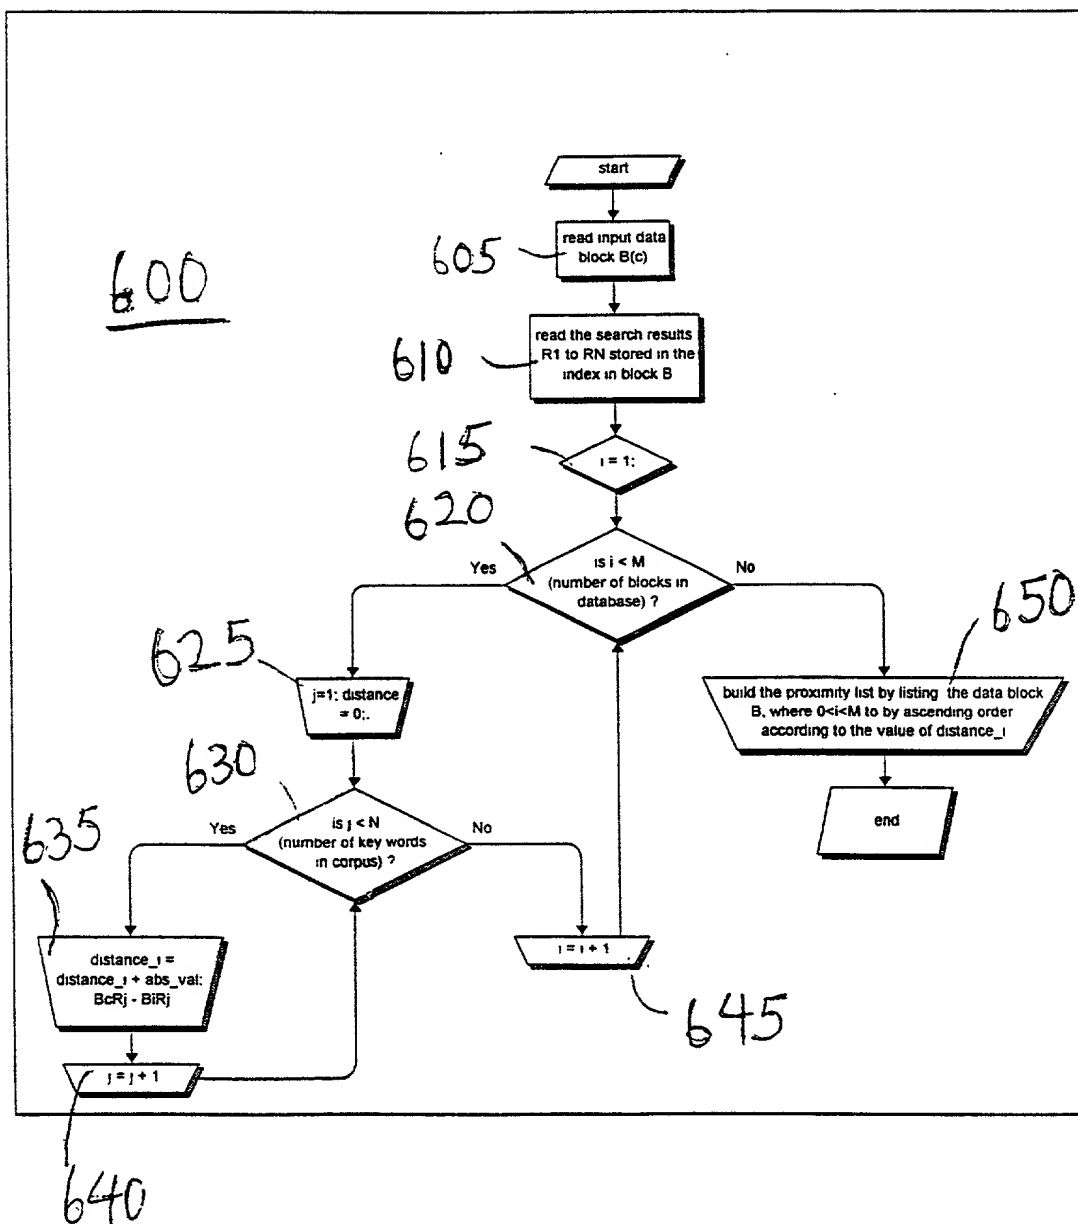 start
600
605
read input data
block B(c)
610
read the search results
R1 to RN stored in the
index in block B
615
i = 1;
620
is i < M
(number of blocks in
database) ?
Yes
No
625
j=1; distance
= 0;.
650
build the proximity list by listing the data block
B, where 0<i<M to by ascending order
according to the value of distance_i
end
630
is j < N
(number of key words
in corpus) ?
Yes
No
635
distance_i =
distance_i + abs_val:
BcRj - BiRj
i = i + 1
645
j = j + 1
640